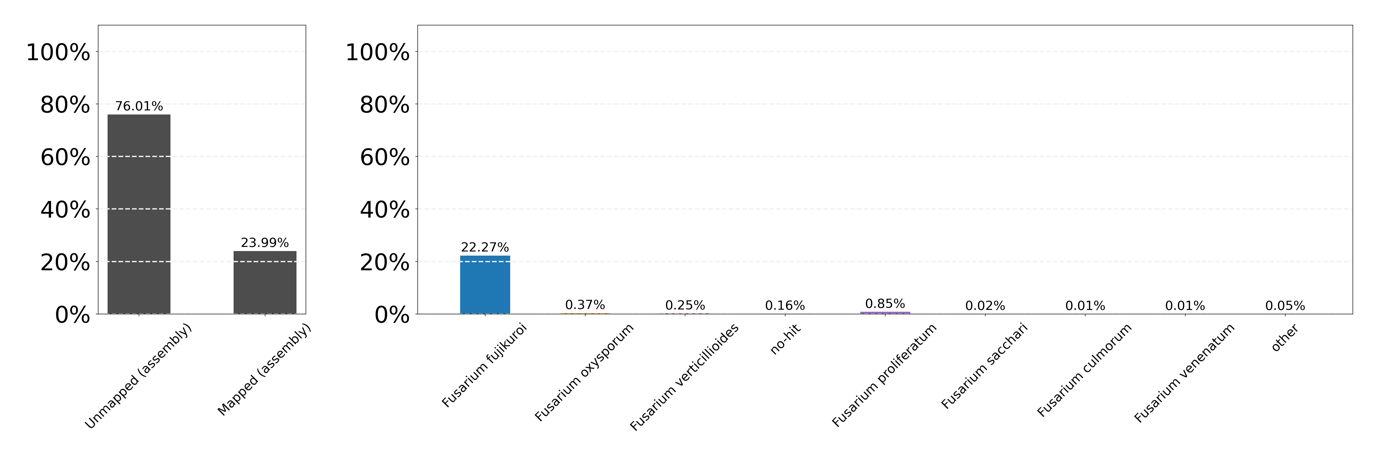 100%
80%
60%
40%
20%
0%
76.01%
23.99%
Unmapped (assembly)
Mapped (assembly)
100%
80%
60%
40%
20%
0%
22.27%
0.37%
0.25%
0.16%
0.85%
0.02%
0.01%
0.01%
0.05%
Fusarium fujikuroi
Fusarium oxysporum
Fusarium verticillioides
no-hit
Fusarium proliferatum
Fusarium sacchari
Fusarium culmorum
Fusarium venenatum
other